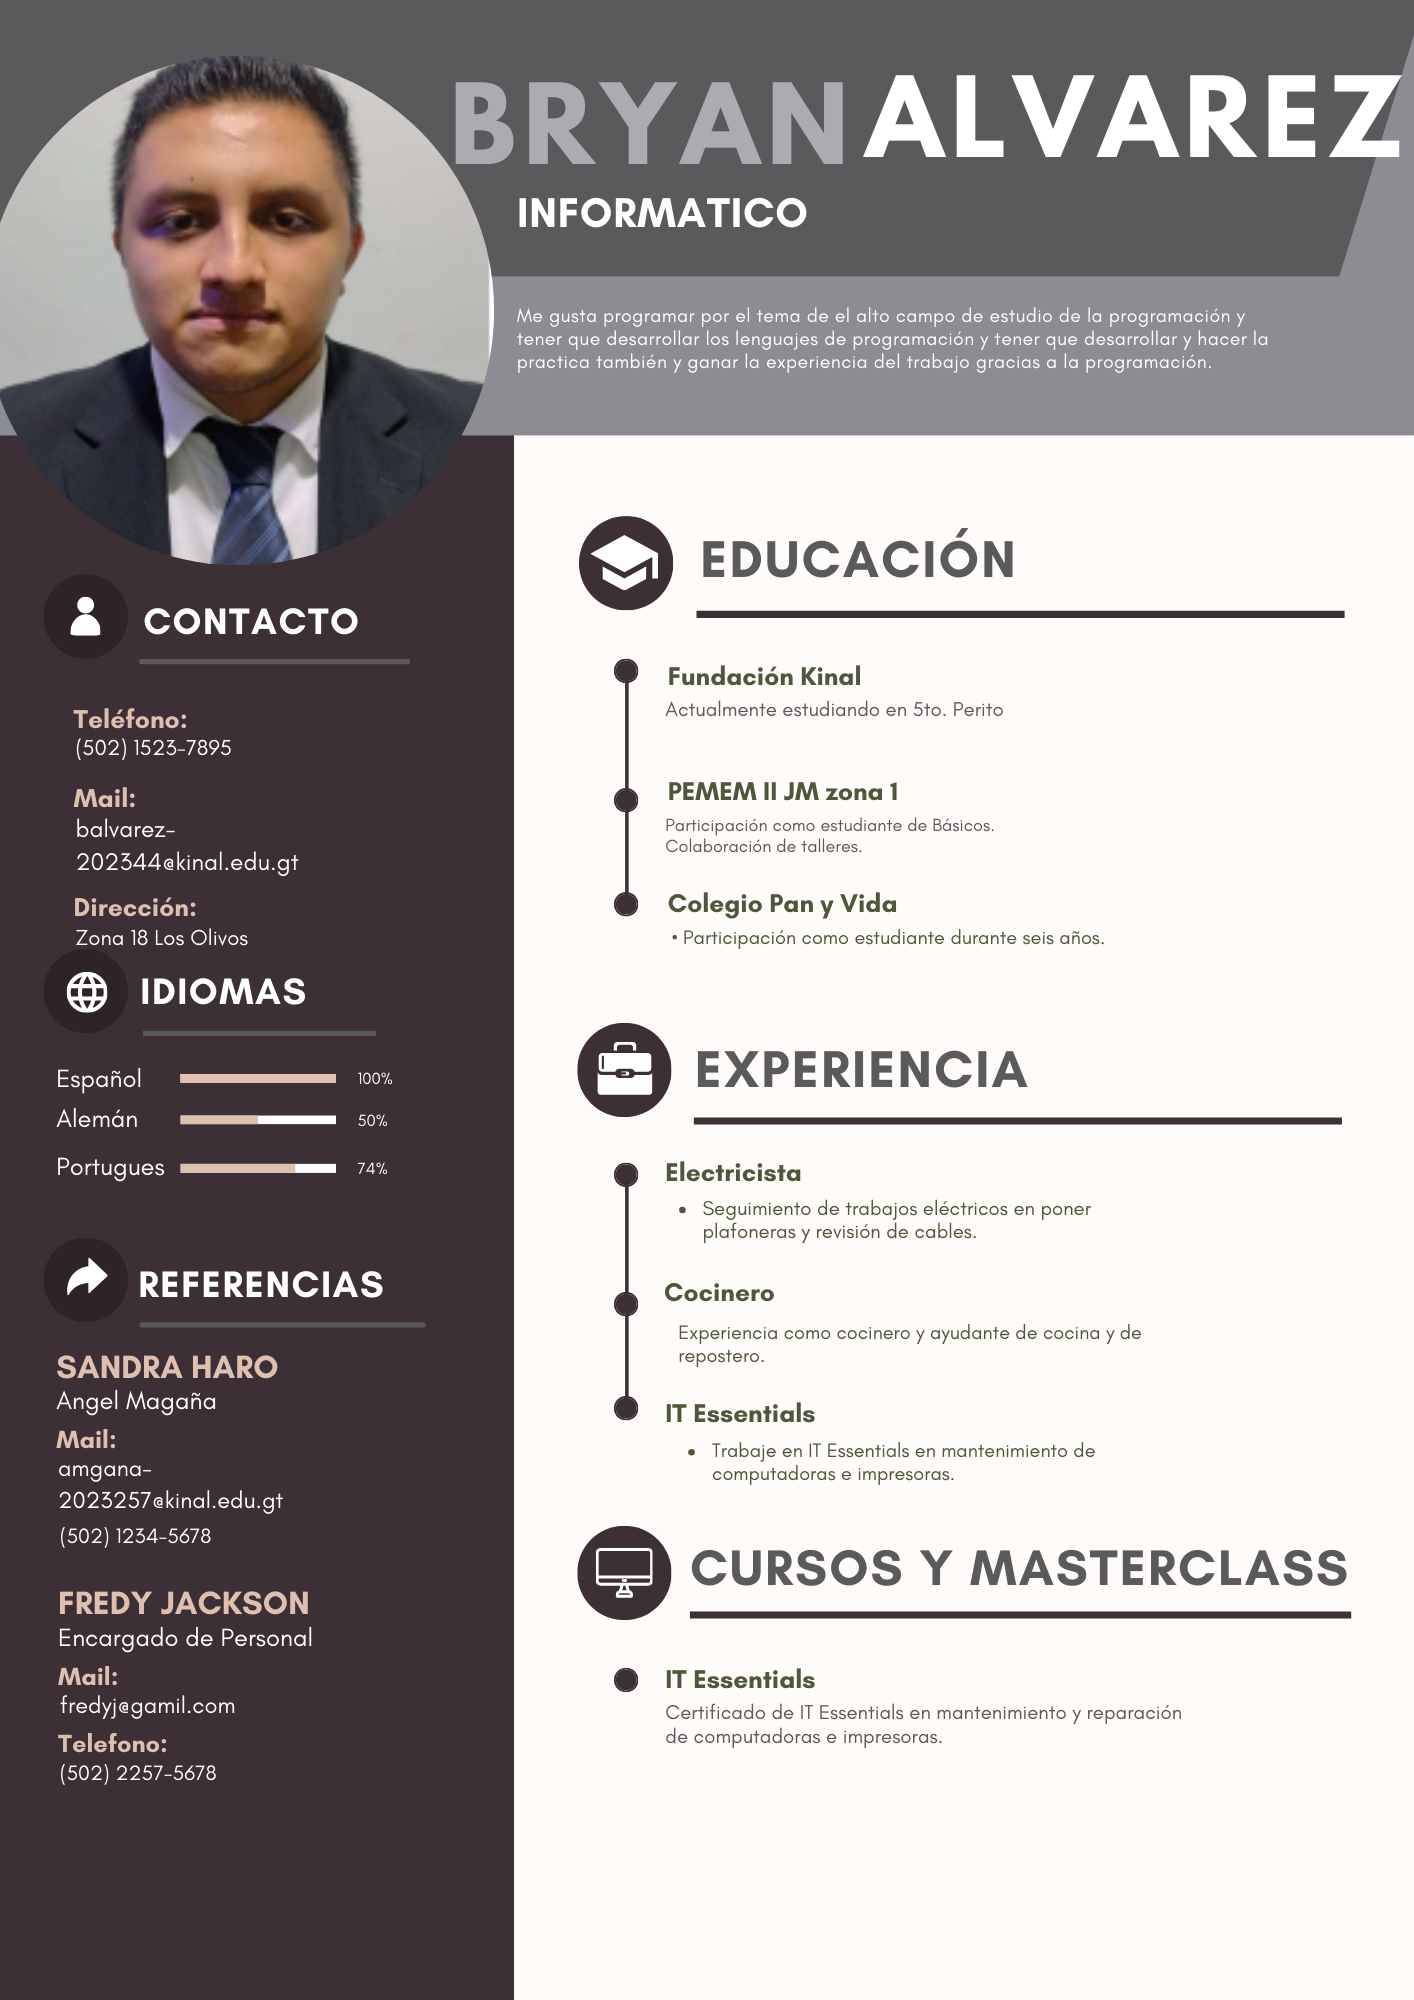 BRYAN ALVAREZ
INFORMATICO
Me gusta programar por el tema de el alto campo de estudio de la programación y
tener que desarrollar los lenguajes de programación y tener que desarrollar y hacer la
practica también y ganar la experiencia del trabajo gracias a la programación.
CONTACTO
Teléfono:
(502) 1523-7895
Mail:
balvarez-
202344@kinal.edu.gt
Dirección:
Zona 18 Los Olivos
IDIOMAS
Español 100%
Alemán 50%
Portugues 74%
REFERENCIAS
SANDRA HARO
Angel Magaña
Mail:
amgana-
2023257@kinal.edu.gt
(502) 1234-5678
FREDY JACKSON
Encargado de Personal
Mail:
fredyj@gamil.com
Telefono:
(502) 2257-5678
EDUCACIÓN
Fundación Kinal
Actualmente estudiando en 5to. Perito
PEMEM II JM zona 1
Participación como estudiante de Básicos.
Colaboración de talleres.
Colegio Pan y Vida
• Participación como estudiante durante seis años.
EXPERIENCIA
Electricista
• Seguimiento de trabajos eléctricos en poner
plafoneras y revisión de cables.
Cocinero
Experiencia como cocinero y ayudante de cocina y de
repostero.
IT Essentials
• Trabaje en IT Essentials en mantenimiento de
computadoras e impresoras.
CURSOS Y MASTERCLASS
IT Essentials
Certificado de IT Essentials en mantenimiento y reparación
de computadoras e impresoras.